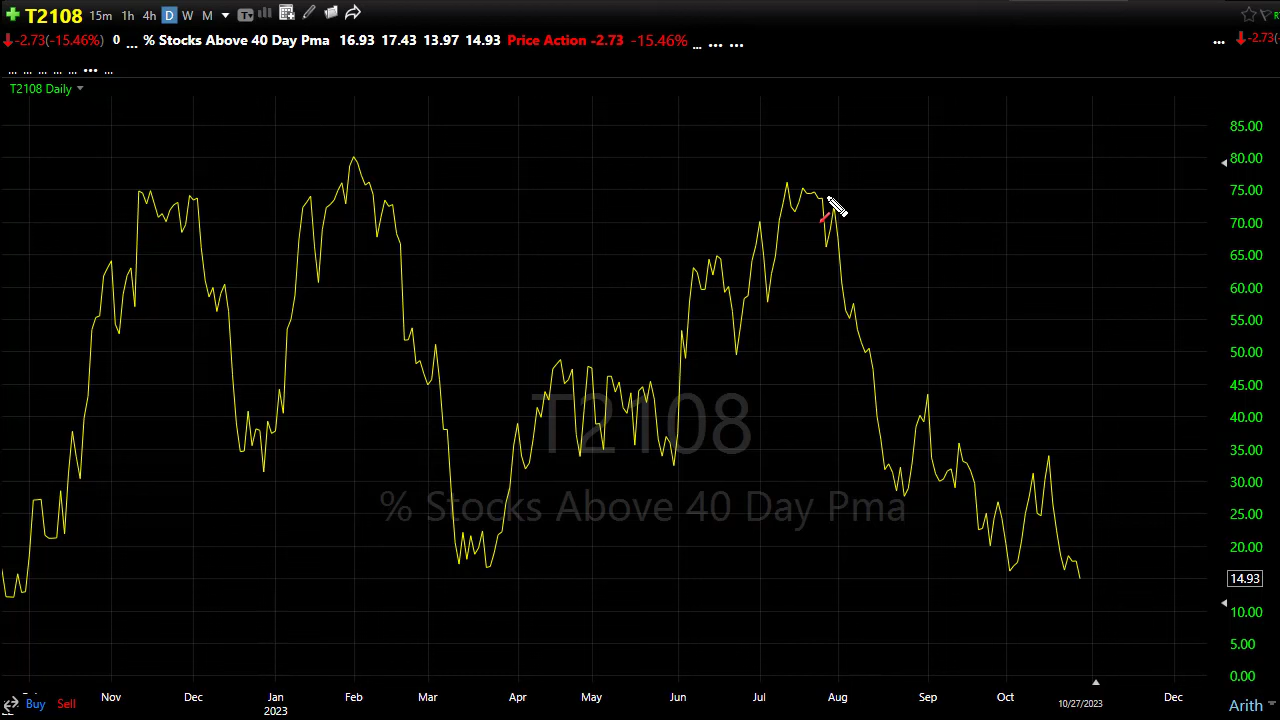 T2108 15m 1h 4h D W M
-2.73(-15.46%) 0 ... % Stocks Above 40 Day Pma 16.93 17.43 13.97 14.93 Price Action -2.73 -15.46% ... ... ... ... -2.73(-
... ... ... ... ... ... ...
T2108 Daily
85.00
80.00
75.00
70.00
65.00
60.00
55.00
50.00
45.00
40.00
35.00
30.00
25.00
20.00
14.93
10.00
5.00
0.00
T2108
% Stocks Above 40 Day Pma
Nov Dec Jan Feb Mar Apr May Jun Jul Aug Sep Oct Dec
2023 10/27/2023
Buy Sell Arith